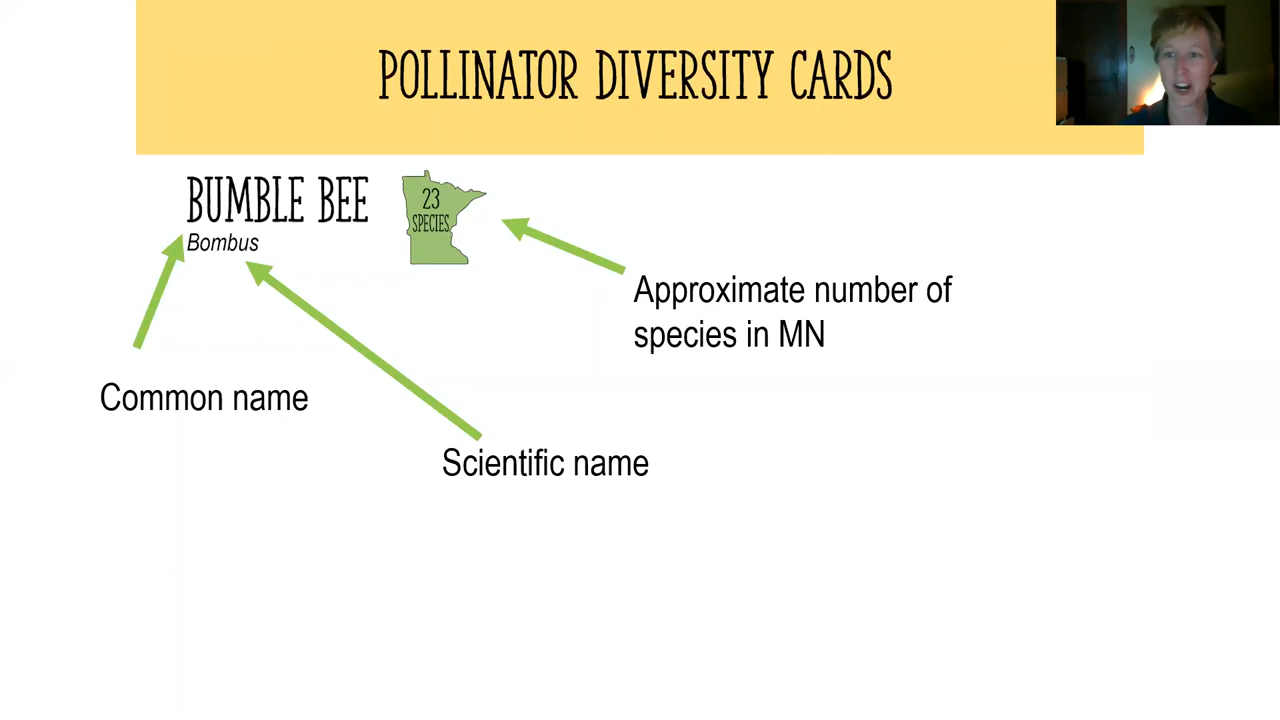 POLLINATOR DIVERSITY CARDS
BUMBLE BEE
Bombus
23
SPECIES
Approximate number of
species in MN
Common name
Scientific name